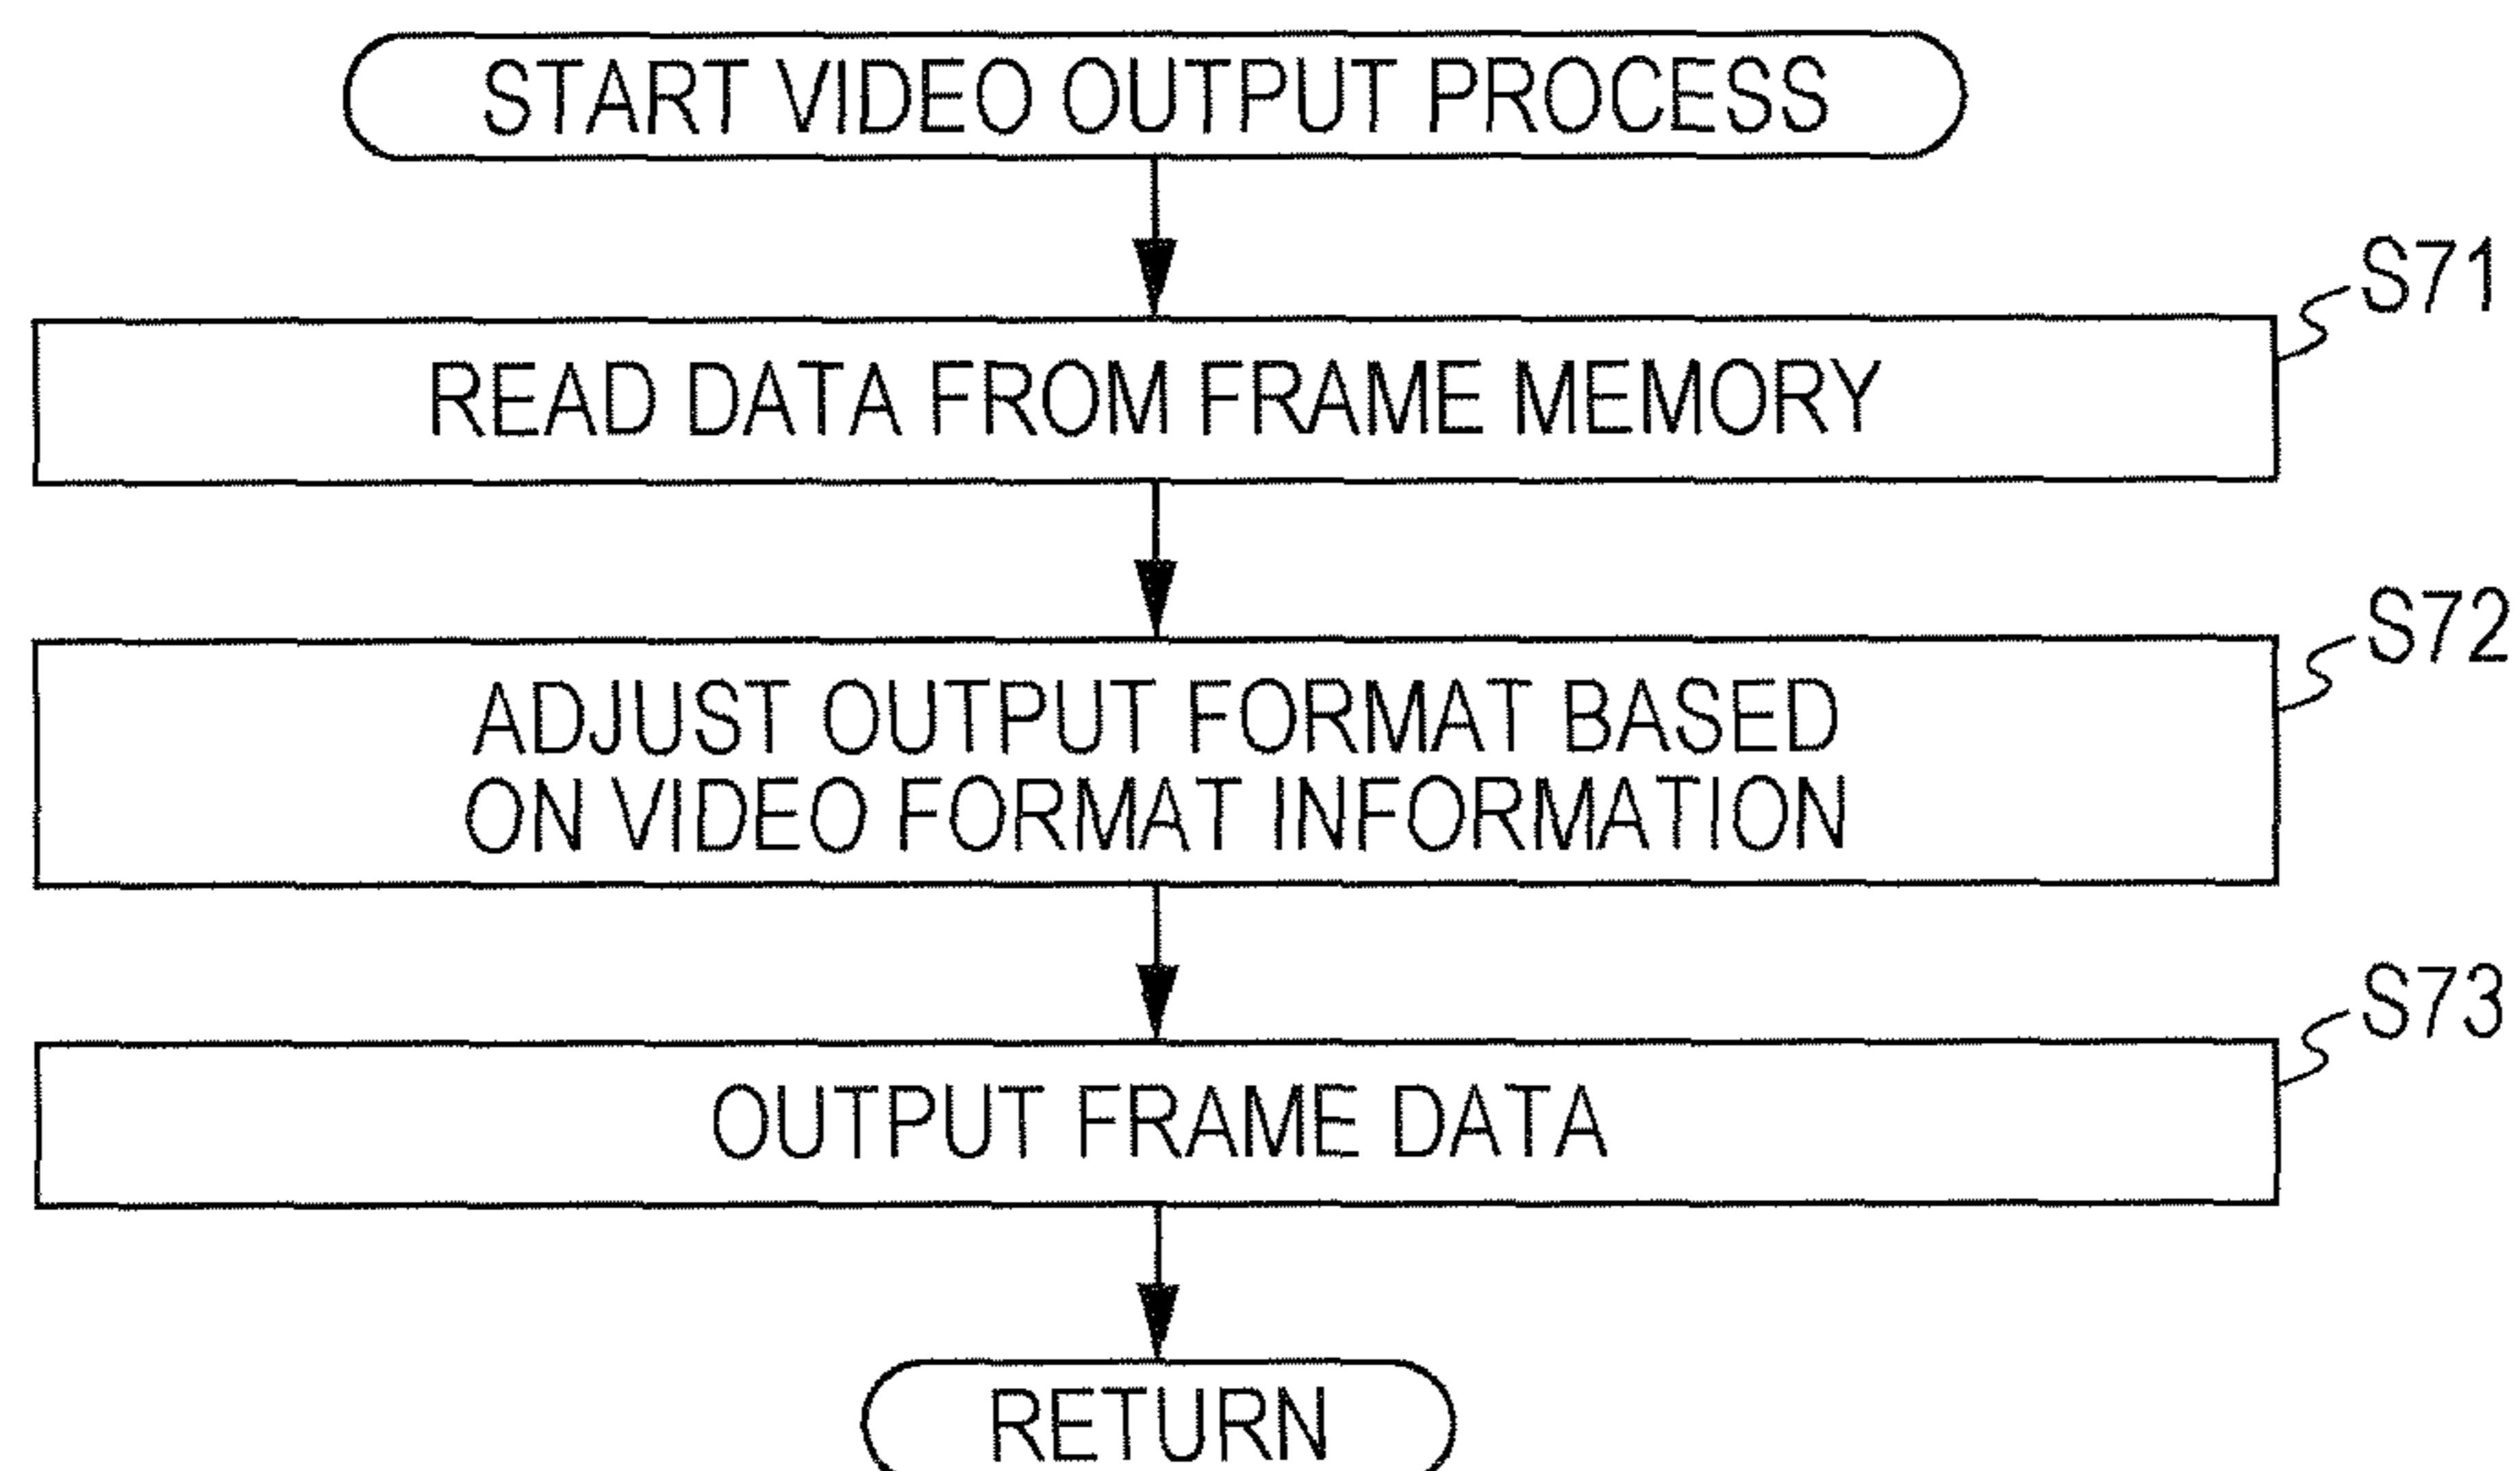 START VIDEO OUTPUT PROCESS
S71
READ DATA FROM FRAME MEMORY
S72
ADJUST OUTPUT FORMAT BASED
ON VIDEO FORMAT INFORMATION
S73
OUTPUT FRAME DATA
RETURN